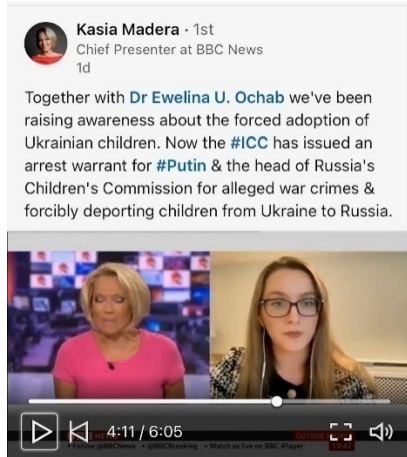 Kasia Madera · 1st
Chief Presenter at BBC News
1d
Together with Dr Ewelina U. Ochab we've been
raising awareness about the forced adoption of
Ukrainian children. Now the #ICC has issued an
arrest warrant for #Putin & the head of Russia's
Children's Commission for alleged war crimes &
forcibly deporting children from Ukraine to Russia.
4:11 / 6:05
OUTSIDE
• Follow @BBCNews • @BBCBreaking • Watch us live on BBC iPlayer